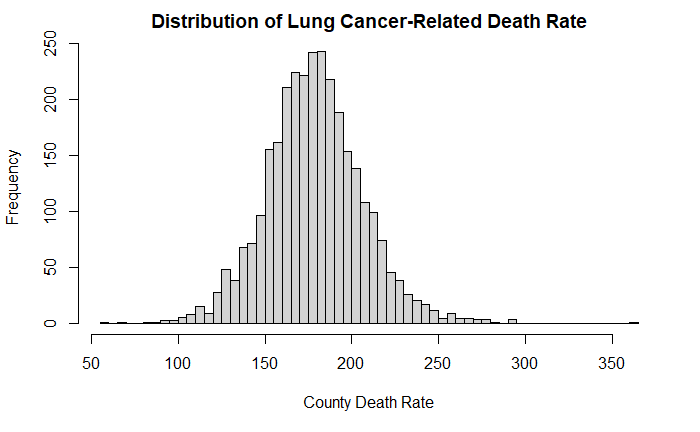 Distribution of Lung Cancer-Related Death Rate
250
200
150
100
50
0
Frequency
50 100 150 200 250 300 350
County Death Rate